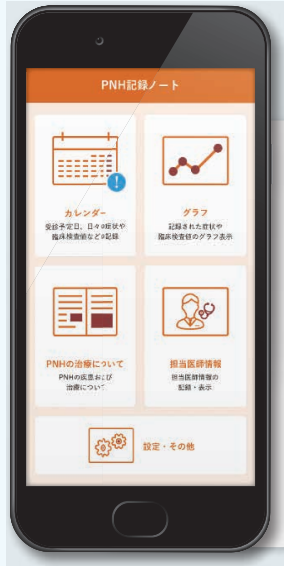 PNH記録ノート
カレンダー
受診予定日、日々の症状や
臨床検査値などの記録
グラフ
記録された症状や
臨床検査値のグラフ表示
PNHの治療について
PNHの疾患および
治療について
担当医師情報
担当医師情報の
記録・表示
設定・その他